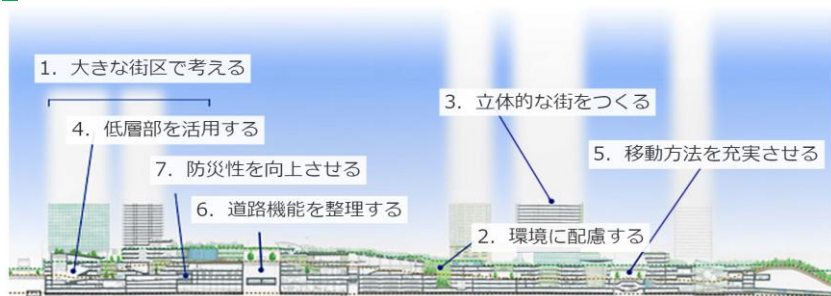 1. 大きな街区で考える
3. 立体的な街をつくる
4. 低層部を活用する
5. 移動方法を充実させる
7. 防災性を向上させる
6. 道路機能を整理する
2. 環境に配慮する